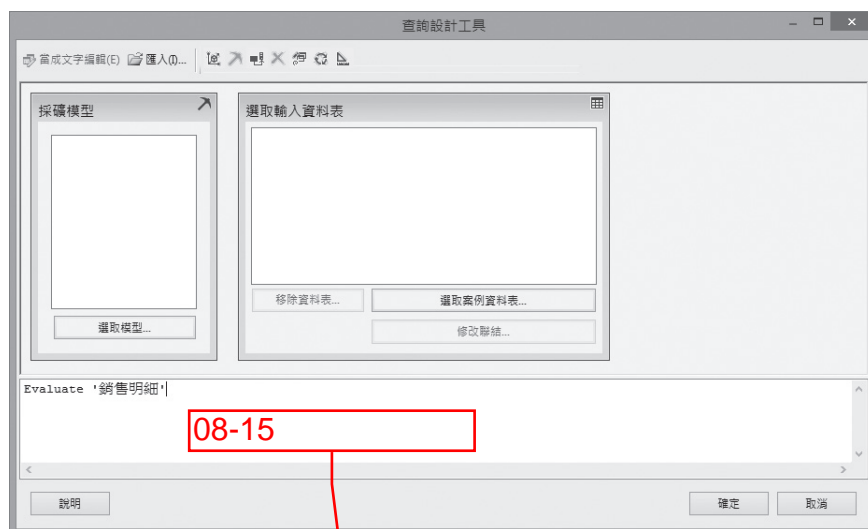 查詢設計工具
當成文字編輯(E) 匯入(I)...
採礦模型
選取輸入資料表
移除資料表...
選取案例資料表...
選取模型...
修改聯結...
Evaluate '銷售明細'
08-15
說明
確定
取消